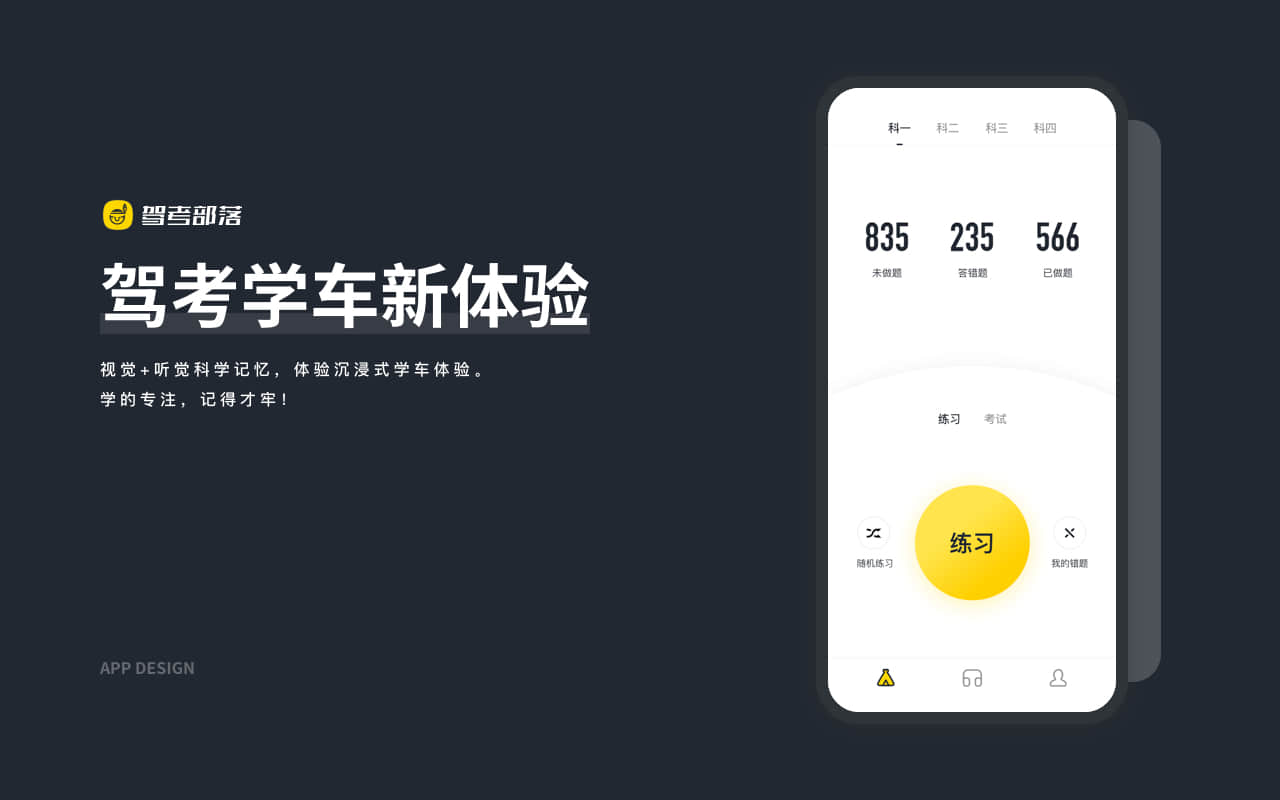 驾考部落
驾考学车新体验
视觉+听觉科学记忆，体验沉浸式学车体验。
学的专注，记得才牢！
APP DESIGN
科一 科二 科三 科四
835 235 566
未做题 答错题 已做题
练习 考试
练习
随机练习 我的错题